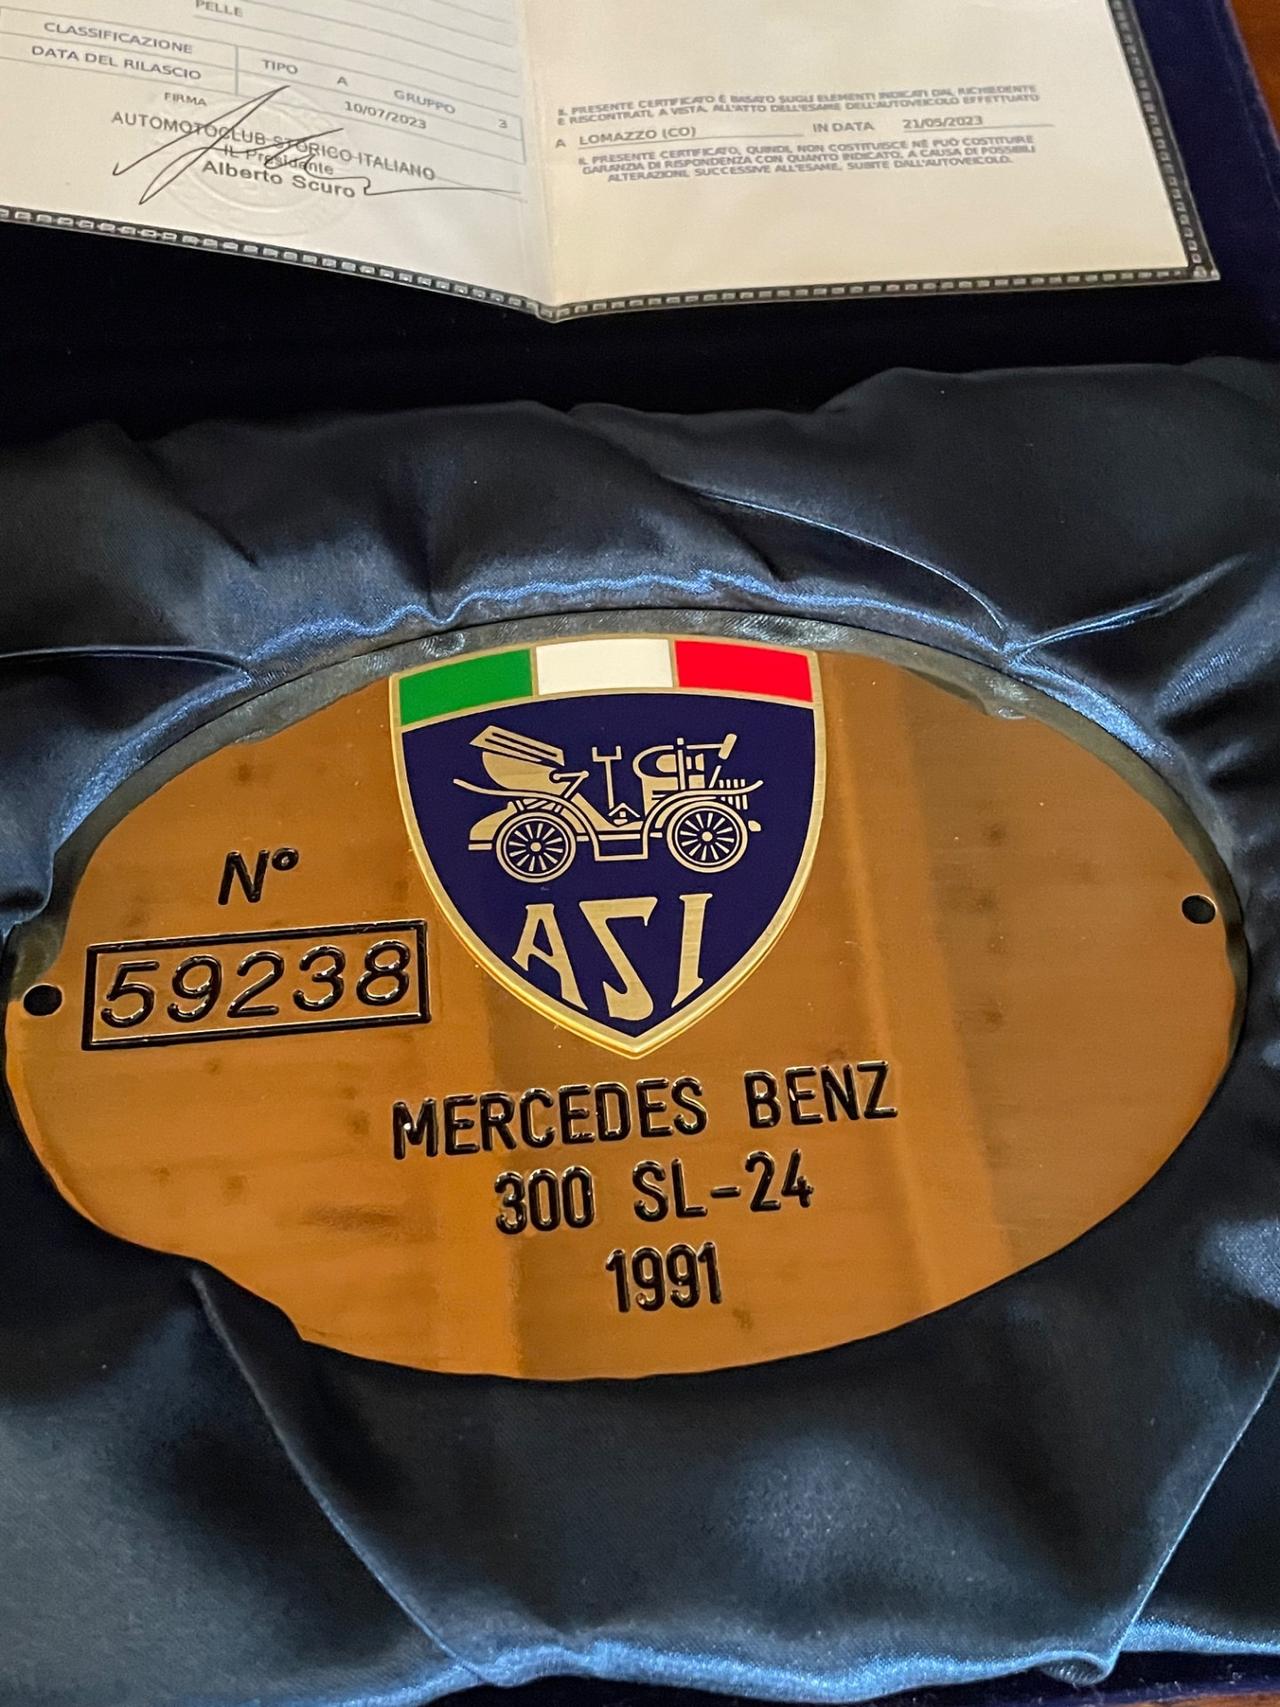 PELLE
CLASSIFICAZIONE
TIPO A GRUPPO 3
DATA DEL RILASCIO 10/07/2023
FIRMA
AUTOMOTOCLUB STORICO ITALIANO
IL Presidente
Alberto Scuro
IL PRESENTE CERTIFICATO È BASATO SUGLI ELEMENTI INDICATI DAL RICHIEDENTE
E RISCONTRATI, A VISTA, ALL'ATTO DELL'ESAME DELL'AUTOVEICOLO EFFETTUATO
A LOMAZZO (CO) IN DATA 21/05/2023
IL PRESENTE CERTIFICATO, QUINDI, NON COSTITUISCE NÉ PUÒ COSTITUIRE
GARANZIA DI RISPONDENZA CON QUANTO INDICATO, A CAUSA DI POSSIBILI
ALTERAZIONI, SUCCESSIVE ALL'ESAME, SUBITE DALL'AUTOVEICOLO.
ASI
N°
59238
MERCEDES BENZ
300 SL-24
1991